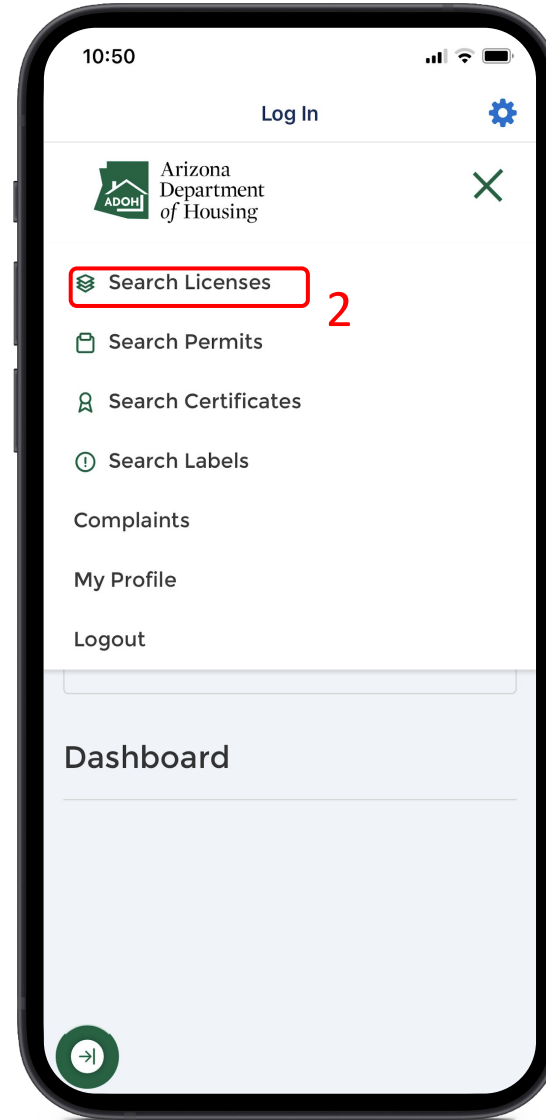 10:50
Log In
ADOH
Arizona
Department
of Housing
Search Licenses
2
Search Permits
Search Certificates
Search Labels
Complaints
My Profile
Logout
Dashboard